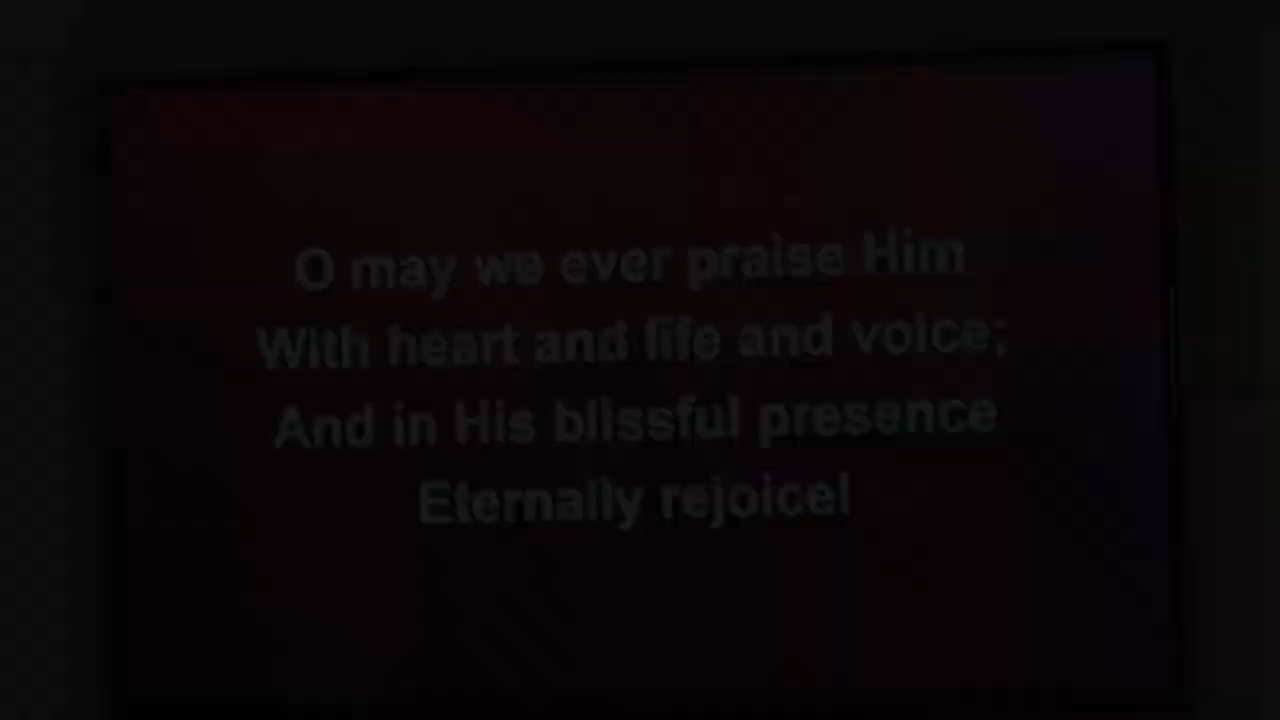 O may we ever praise Him
With heart and life and voice;
And in His blissful presence
Eternally rejoice!